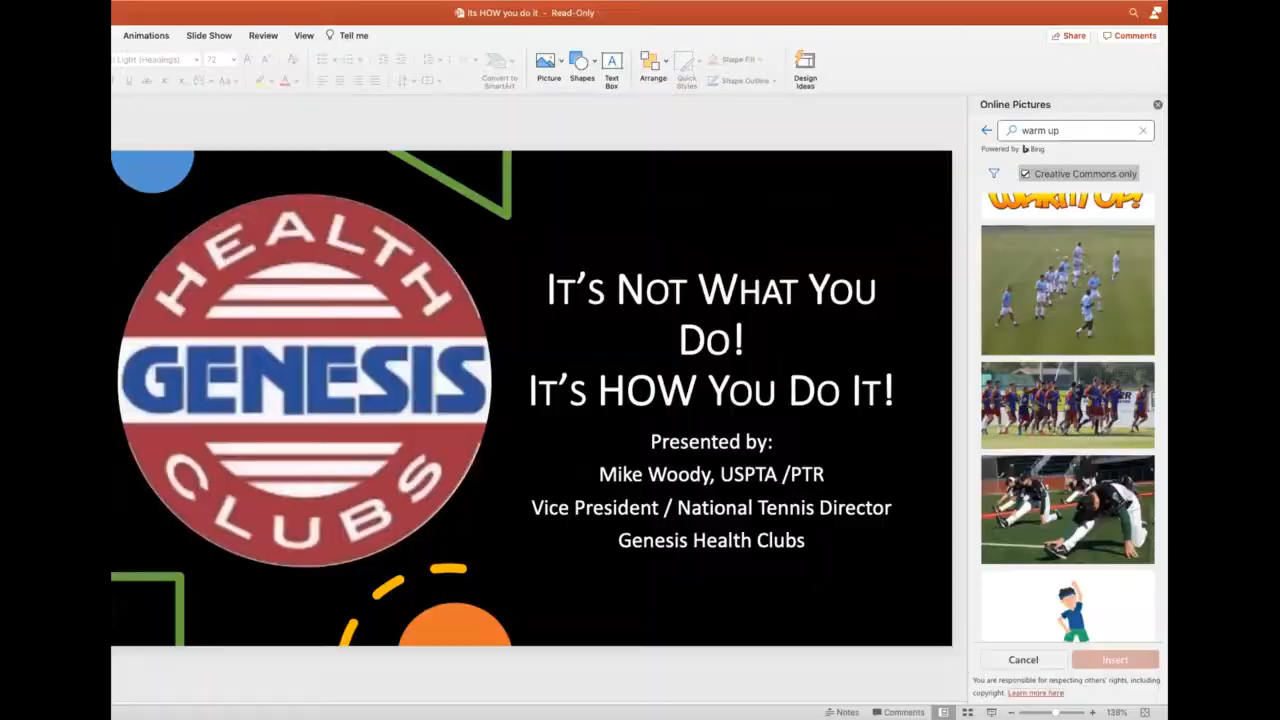 Its HOW you do it - Read-Only
Animations Slide Show Review View Tell me Share Comments
Light (Headings) 72 Aa
Convert to SmartArt Picture Shapes Text Box Arrange Quick Styles Shape Fill Shape Outline Design Ideas
HEALTH
GENESIS
CLUBS
It's Not What You
Do!
It's HOW You Do It!
Presented by:
Mike Woody, USPTA /PTR
Vice President / National Tennis Director
Genesis Health Clubs
Online Pictures
warm up
Powered by Bing
Creative Commons only
WARM UP!
Cancel Insert
You are responsible for respecting others' rights, including
copyright. Learn more here
Notes Comments 138%